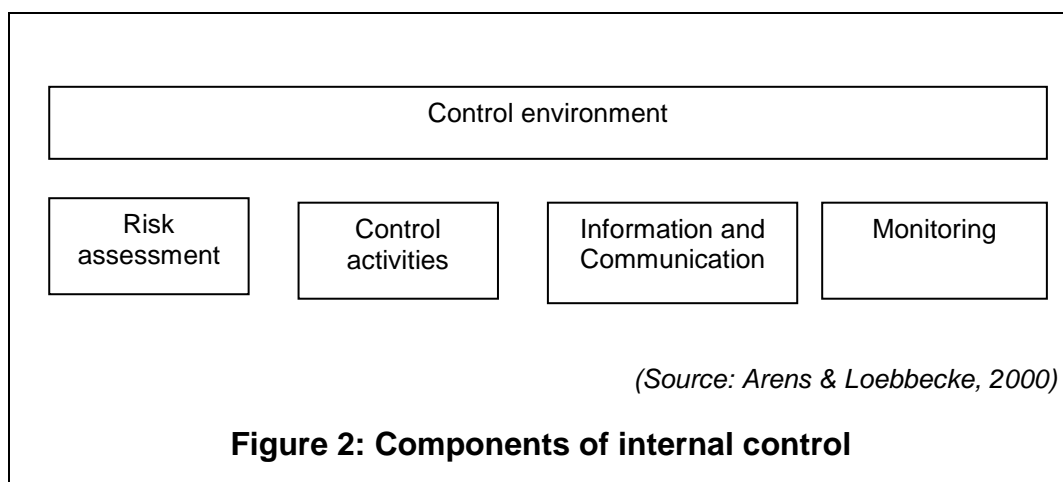 Control environment
Risk
assessment
Control
activities
Information and
Communication
Monitoring
(Source: Arens & Loebbecke, 2000)
Figure 2: Components of internal control